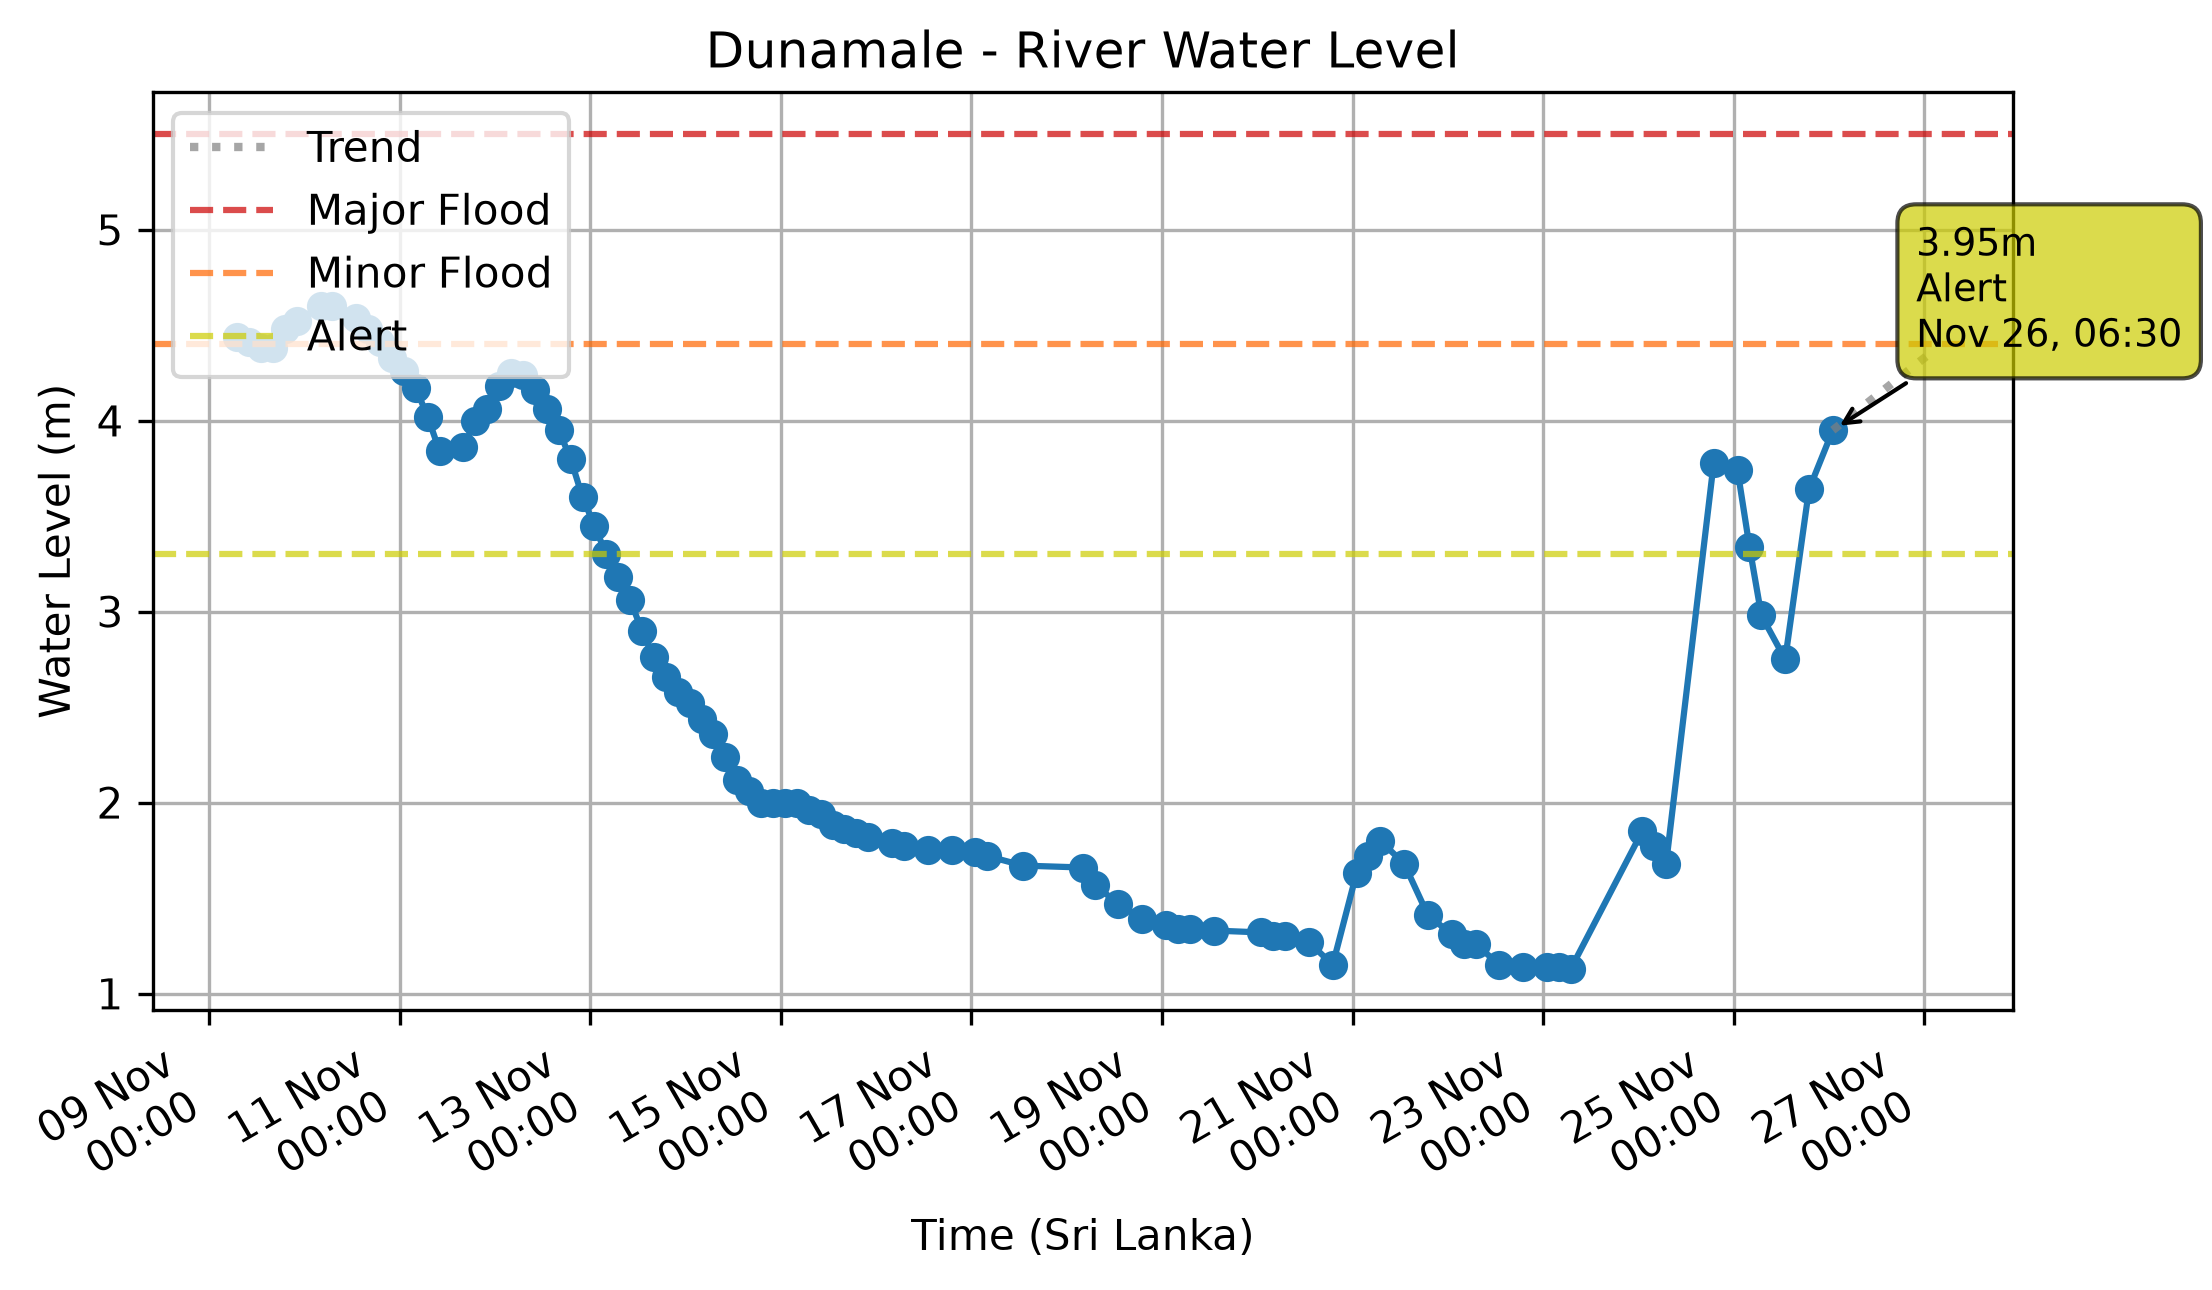 Dunamale - River Water Level
Trend
Major Flood
Minor Flood
Alert
3.95m
Alert
Nov 26, 06:30
Water Level (m)
5
4
3
2
1
09 Nov
00:00
11 Nov
00:00
13 Nov
00:00
15 Nov
00:00
17 Nov
00:00
19 Nov
00:00
21 Nov
00:00
23 Nov
00:00
25 Nov
00:00
27 Nov
00:00
Time (Sri Lanka)